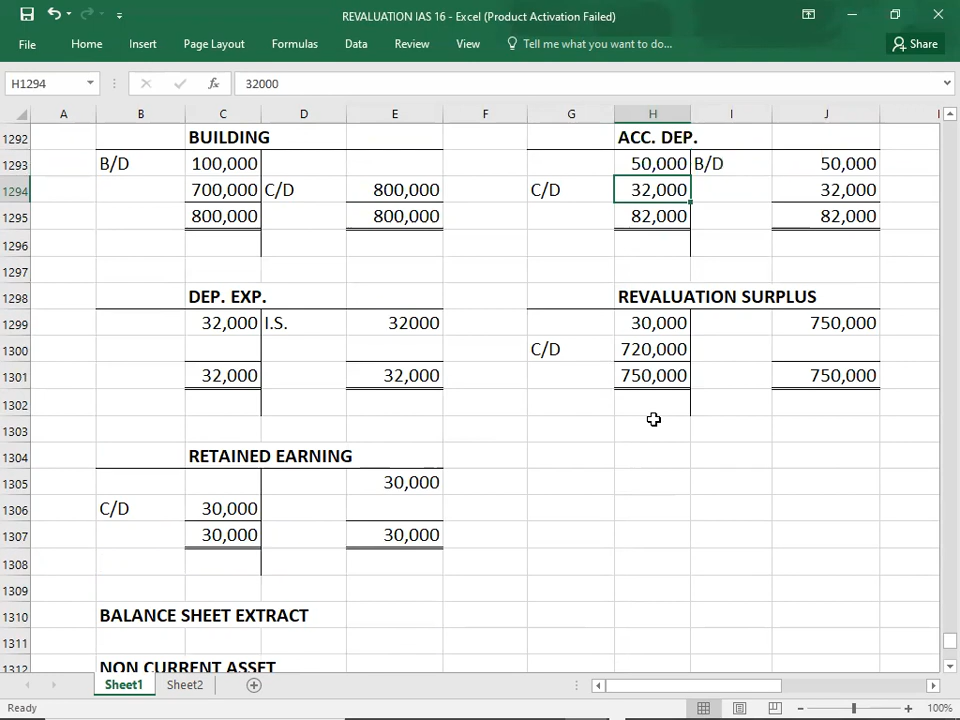 REVALUATION IAS 16 - Excel (Product Activation Failed)
File Home Insert Page Layout Formulas Data Review View Tell me what you want to do... Share
H1294 fx 32000
A B C D E F G H I J
1292 BUILDING ACC. DEP.
1293 B/D 100,000 50,000 B/D 50,000
1294 700,000 C/D 800,000 C/D 32,000 32,000
1295 800,000 800,000 82,000 82,000
1296
1297
1298 DEP. EXP. REVALUATION SURPLUS
1299 32,000 I.S. 32000 30,000 750,000
1300 C/D 720,000
1301 32,000 32,000 750,000 750,000
1302
1303
1304 RETAINED EARNING
1305 30,000
1306 C/D 30,000
1307 30,000 30,000
1308
1309
1310 BALANCE SHEET EXTRACT
1311
1312 NON CURRENT ASSET
Sheet1 Sheet2
Ready 100%